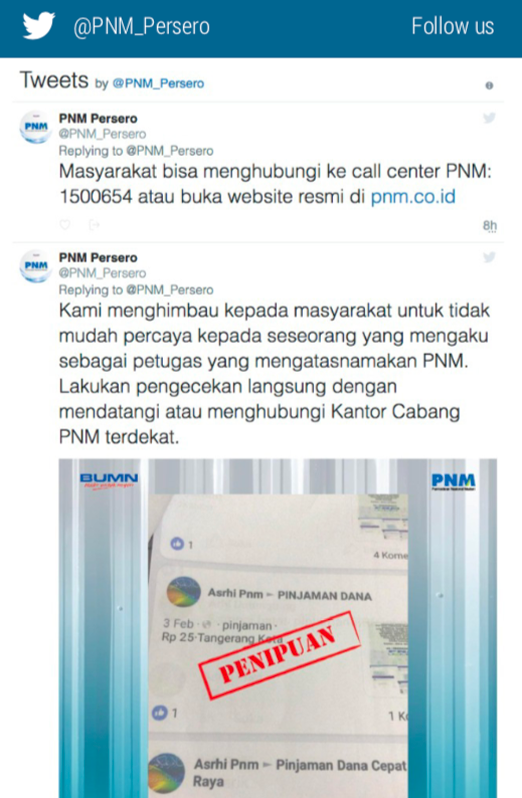 @PNM_Persero
Follow us
Tweets by @PNM_Persero
PNM
PNM Persero
@PNM_Persero
Replying to @PNM_Persero
Masyarakat bisa menghubungi ke call center PNM:
1500654 atau buka website resmi di pnm.co.id
8h
PNM
PNM Persero
@PNM_Persero
Replying to @PNM_Persero
Kami menghimbau kepada masyarakat untuk tidak
mudah percaya kepada seseorang yang mengaku
sebagai petugas yang mengatasnamakan PNM.
Lakukan pengecekan langsung dengan
mendatangi atau menghubungi Kantor Cabang
PNM terdekat.
BUMN
PNM
1
4 Kome
Asrhi Pnm ► PINJAMAN DANA
3 Feb · pinjaman ·
Rp 25·Tangerang Kota
PENIPUAN
1
1 Ko
Asrhi Pnm ► Pinjaman Dana Cepat
Raya